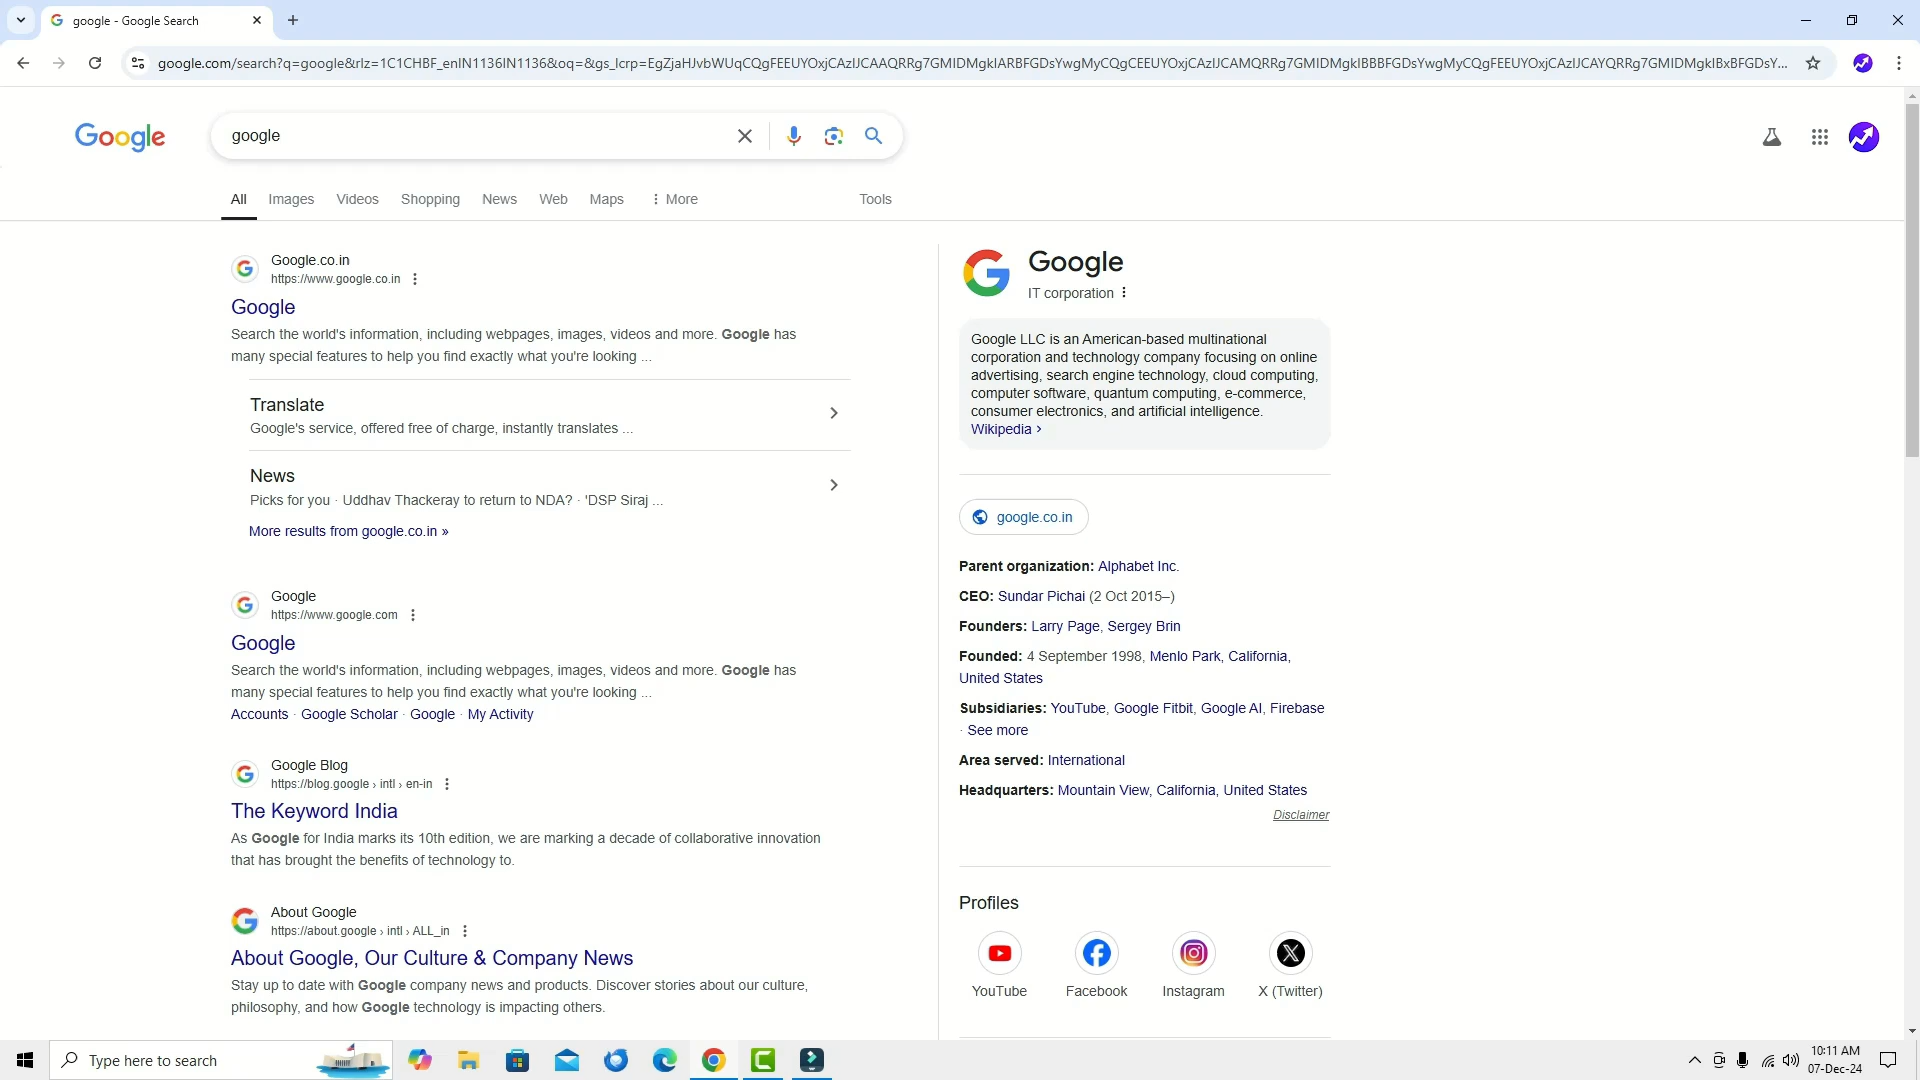 google - Google Search
google.com/search?q=google&rlz=1C1CHBF_enIN1136IN1136&oq=&gs_lcrp=EgZjaHJvbWUqCQgFEEUYOxjCAzIJCAAQRRg7GMIDMgkIARBFGDsYwgMyCQgCEEUYOxjCAzIJCAMQRRg7GMIDMgkIBBBFGDsYwgMyCQgFEEUYOxjCAzIJCAYQRRg7GMIDMgkIBxBFGDsY...
Google
google
All Images Videos Shopping News Web Maps More Tools
Google.co.in
https://www.google.co.in
Google
Search the world's information, including webpages, images, videos and more. Google has
many special features to help you find exactly what you're looking ...
Translate
Google's service, offered free of charge, instantly translates ...
News
Picks for you · Uddhav Thackeray to return to NDA? · 'DSP Siraj ...
More results from google.co.in »
Google
https://www.google.com
Google
Search the world's information, including webpages, images, videos and more. Google has
many special features to help you find exactly what you're looking ...
Accounts · Google Scholar · Google · My Activity
Google Blog
https://blog.google › intl › en-in
The Keyword India
As Google for India marks its 10th edition, we are marking a decade of collaborative innovation
that has brought the benefits of technology to.
About Google
https://about.google › intl › ALL_in
About Google, Our Culture & Company News
Stay up to date with Google company news and products. Discover stories about our culture,
philosophy, and how Google technology is impacting others.
Google
IT corporation
Google LLC is an American-based multinational
corporation and technology company focusing on online
advertising, search engine technology, cloud computing,
computer software, quantum computing, e-commerce,
consumer electronics, and artificial intelligence.
Wikipedia ›
google.co.in
Parent organization: Alphabet Inc.
CEO: Sundar Pichai (2 Oct 2015–)
Founders: Larry Page, Sergey Brin
Founded: 4 September 1998, Menlo Park, California,
United States
Subsidiaries: YouTube, Google Fitbit, Google AI, Firebase
· See more
Area served: International
Headquarters: Mountain View, California, United States
Disclaimer
Profiles
YouTube Facebook Instagram X (Twitter)
Type here to search
10:11 AM
07-Dec-24